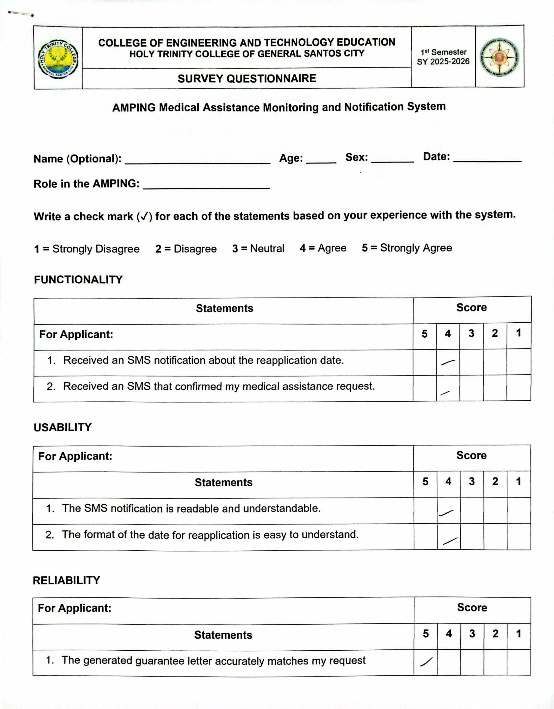 COLLEGE OF ENGINEERING AND TECHNOLOGY EDUCATION
HOLY TRINITY COLLEGE OF GENERAL SANTOS CITY
1st Semester
SY 2025-2026
SURVEY QUESTIONNAIRE
AMPING Medical Assistance Monitoring and Notification System
Name (Optional): ____ Age: ____ Sex: ____ Date: ____
Role in the AMPING: ____
Write a check mark (✓) for each of the statements based on your experience with the system.
1 = Strongly Disagree 2 = Disagree 3 = Neutral 4 = Agree 5 = Strongly Agree
FUNCTIONALITY
Statements Score
For Applicant: 5 4 3 2 1
1. Received an SMS notification about the reapplication date.
2. Received an SMS that confirmed my medical assistance request.
USABILITY
For Applicant: Score
Statements 5 4 3 2 1
1. The SMS notification is readable and understandable.
2. The format of the date for reapplication is easy to understand.
RELIABILITY
For Applicant: Score
Statements 5 4 3 2 1
1. The generated guarantee letter accurately matches my request